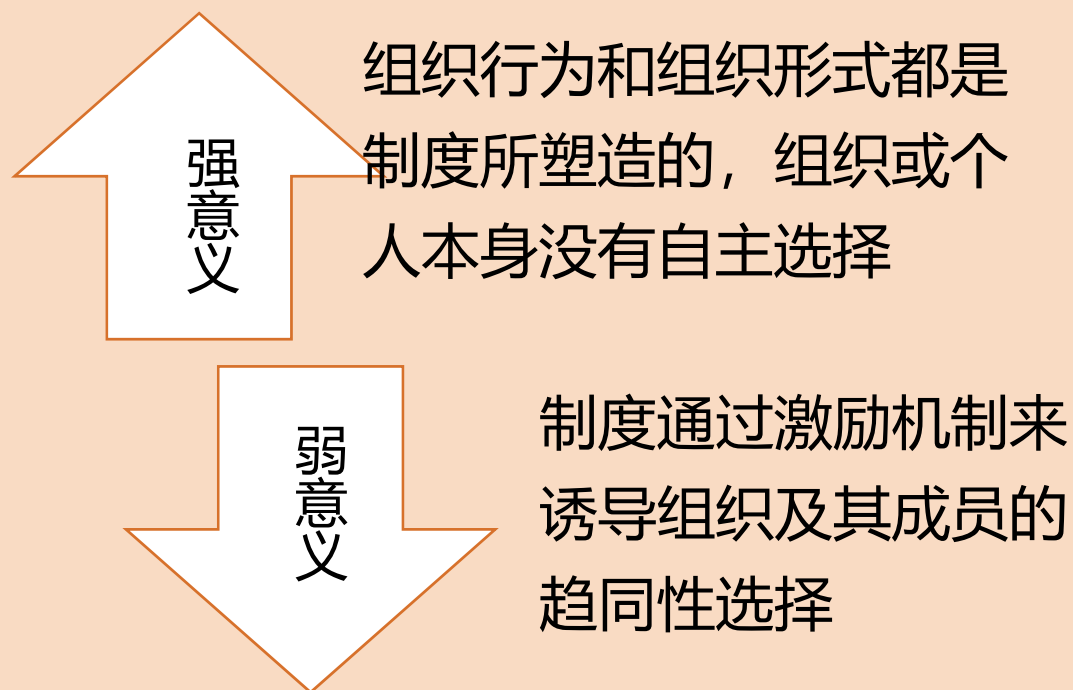 强意义
组织行为和组织形式都是
制度所塑造的，组织或个
人本身没有自主选择
弱意义
制度通过激励机制来
诱导组织及其成员的
趋同性选择